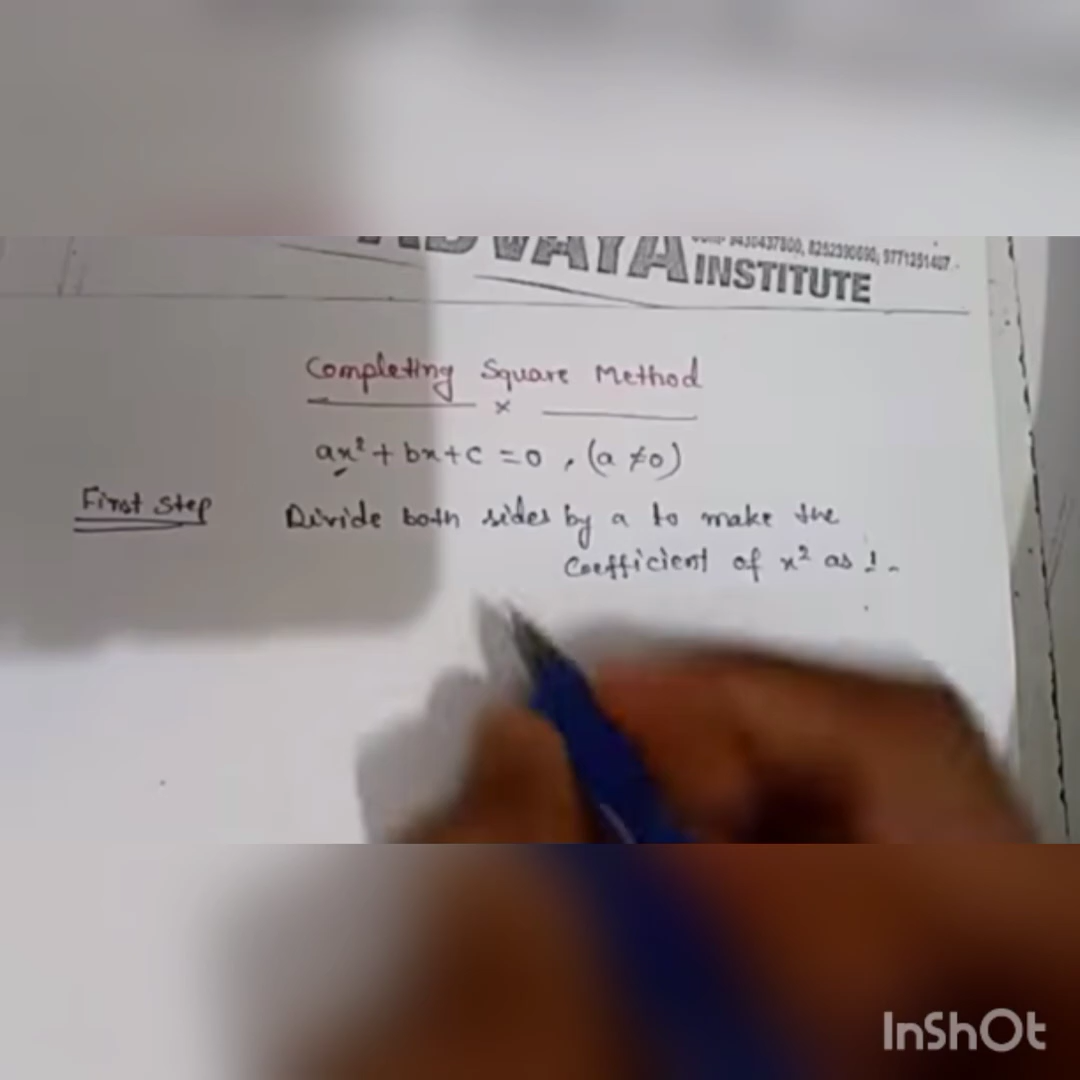 ADVAYA INSTITUTE
Completing Square Method
x
ax² + bx + c = 0 , (a ≠ 0)
First Step Divide both sides by a to make the
Coefficient of x² as 1.
InShOt